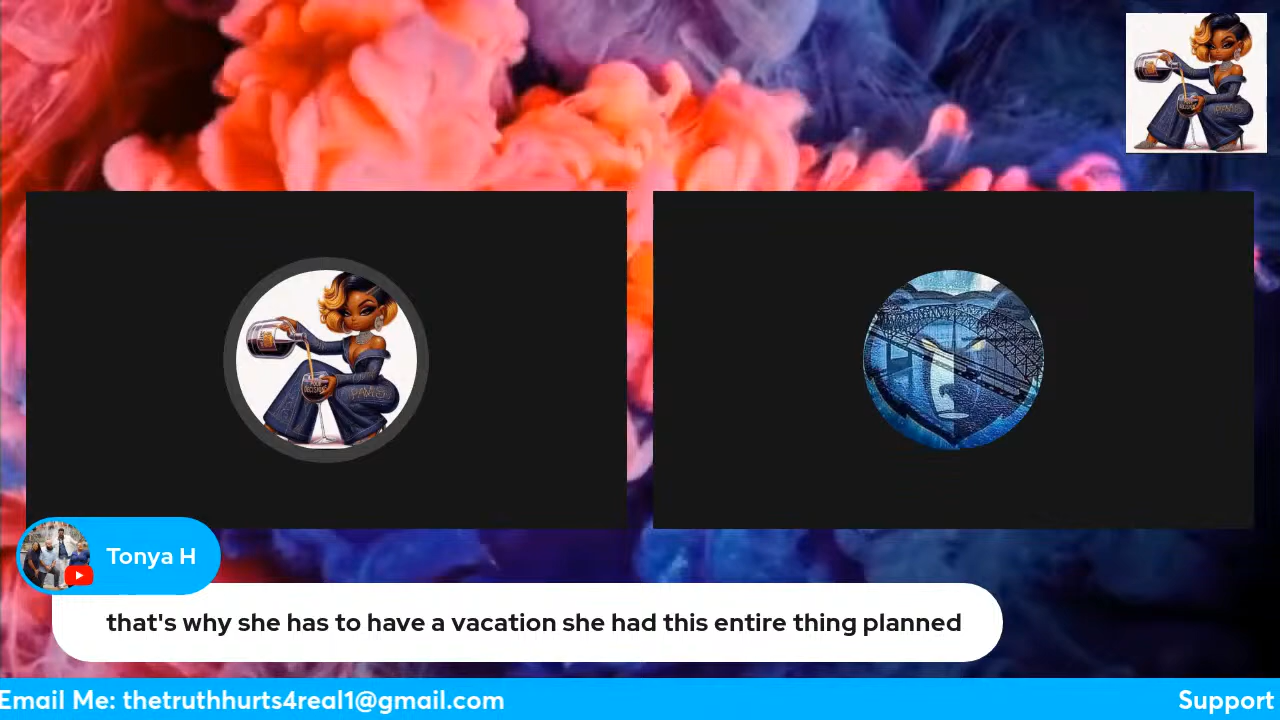 Tonya H
that's why she has to have a vacation she had this entire thing planned
Email Me: thetruthhurts4real1@gmail.com
Support